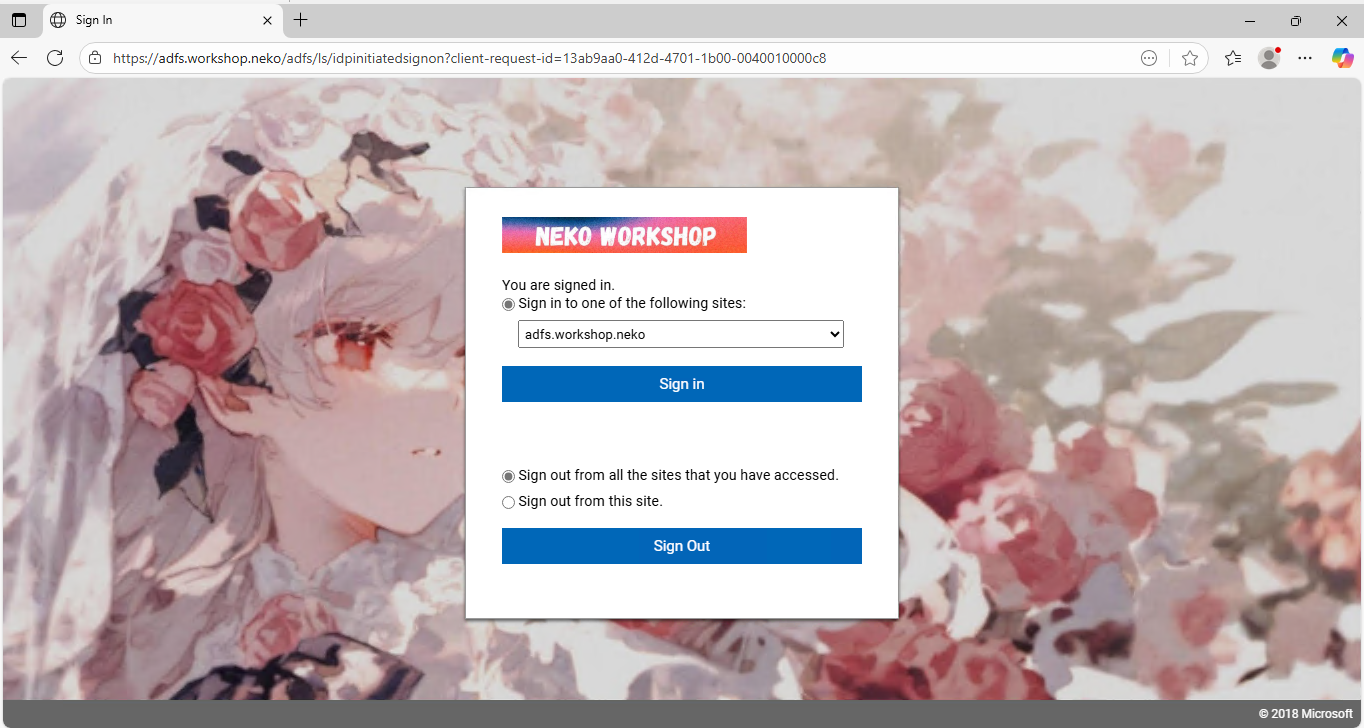 Sign In
https://adfs.workshop.neko/adfs/ls/idpinitiatedsignon?client-request-id=13ab9aa0-412d-4701-1b00-0040010000c8
NEKO WORKSHOP
You are signed in.
Sign in to one of the following sites:
adfs.workshop.neko
Sign in
Sign out from all the sites that you have accessed.
Sign out from this site.
Sign Out
© 2018 Microsoft